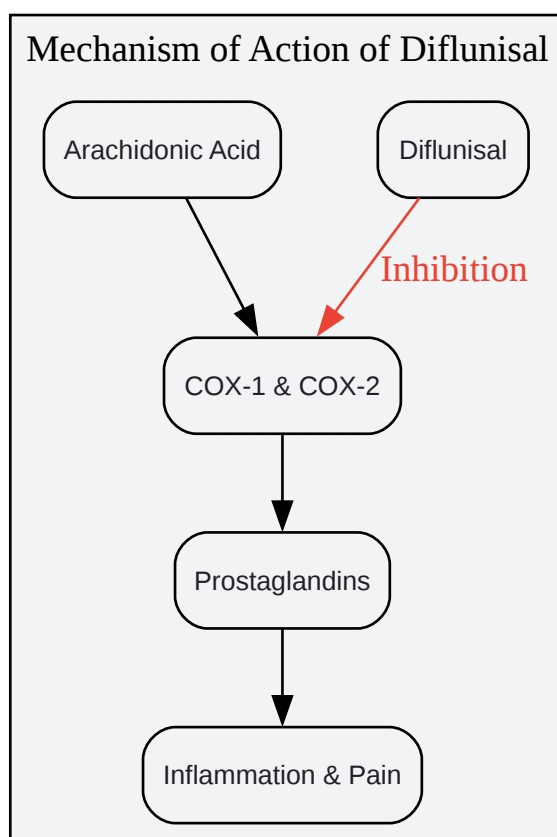 Mechanism of Action of Diflunisal
Arachidonic Acid
Diflunisal
Inhibition
COX-1 & COX-2
Prostaglandins
Inflammation & Pain